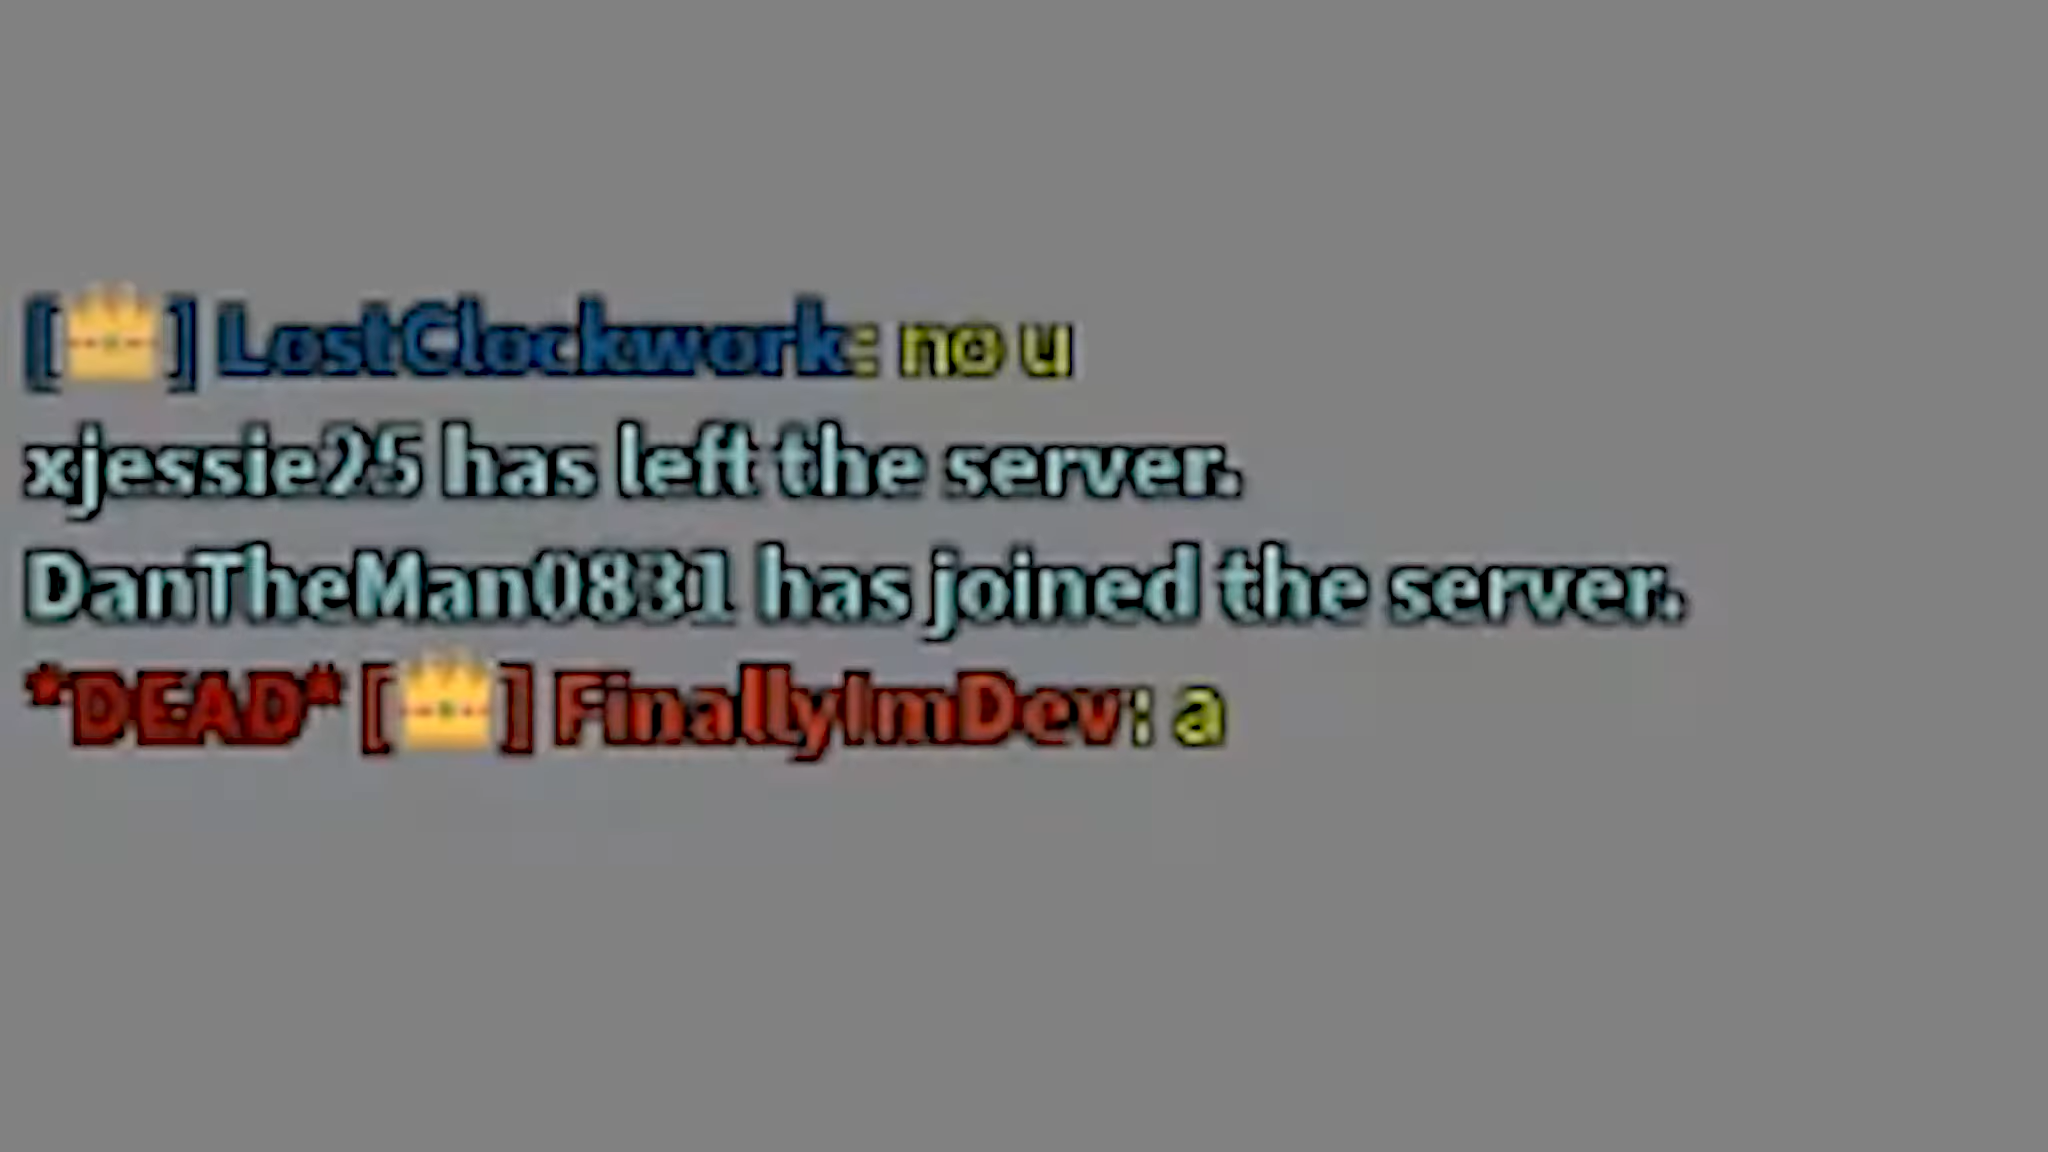 [👑] LostClockwork: no u
xjessie25 has left the server.
DanTheMan0831 has joined the server.
*DEAD* [👑] FinallyImDev: a